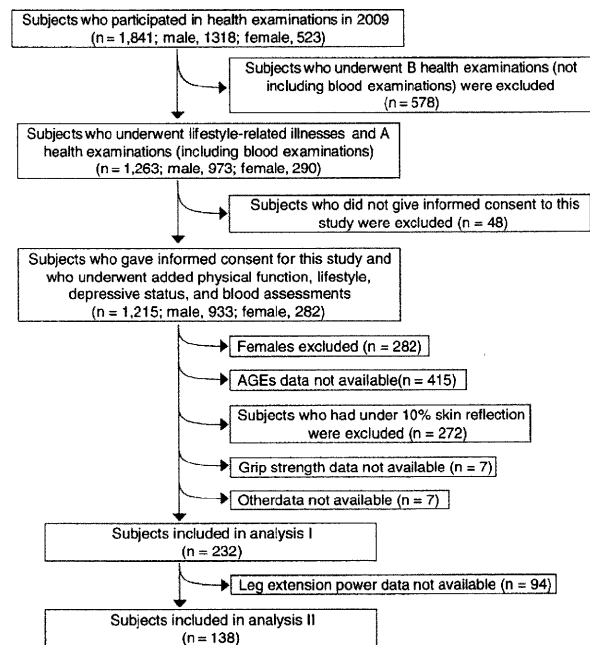 Subjects who participated in health examinations in 2009
(n = 1,841; male, 1318; female, 523)
Subjects who underwent B health examinations (not
including blood examinations) were excluded
(n = 578)
Subjects who underwent lifestyle-related illnesses and A
health examinations (including blood examinations)
(n = 1,263; male, 973; female, 290)
Subjects who did not give informed consent to this
study were excluded (n = 48)
Subjects who gave informed consent for this study and
who underwent added physical function, lifestyle,
depressive status, and blood assessments
(n = 1,215; male, 933; female, 282)
Females excluded (n = 282)
AGEs data not available(n = 415)
Subjects who had under 10% skin reflection
were excluded (n = 272)
Grip strength data not available (n = 7)
Otherdata not available (n = 7)
Subjects included in analysis I
(n = 232)
Leg extension power data not available (n = 94)
Subjects included in analysis II
(n = 138)